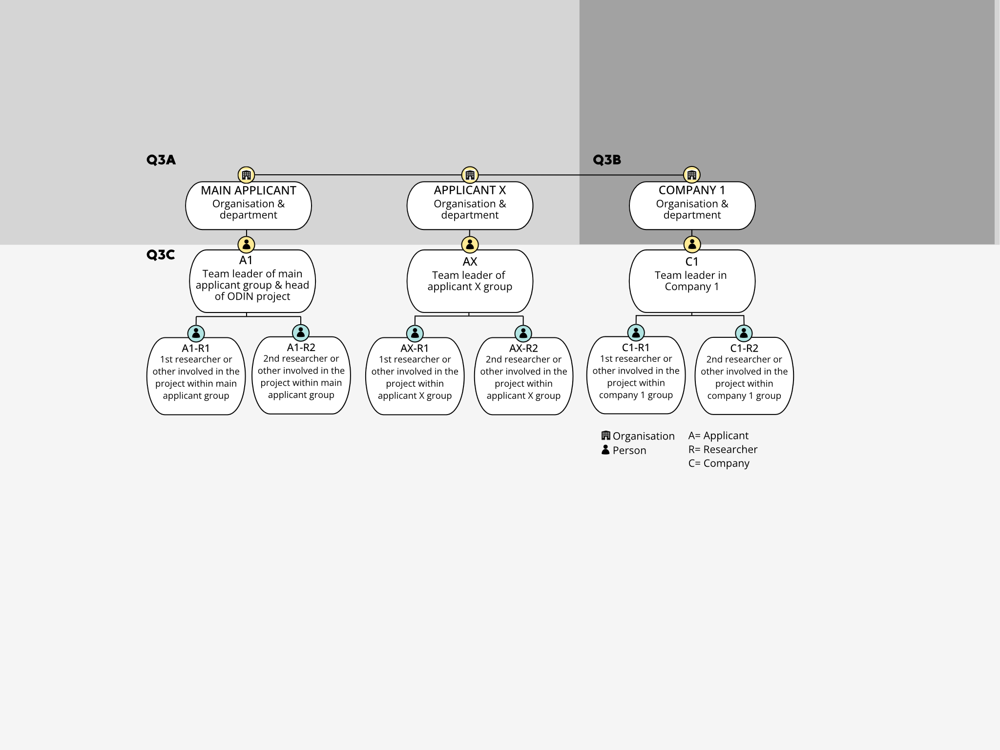 Q3A
Q3B
MAIN APPLICANT
Organisation &
department
APPLICANT X
Organisation &
department
COMPANY 1
Organisation &
department
Q3C
A1
Team leader of main
applicant group & head
of ODIN project
AX
Team leader of
applicant X group
C1
Team leader in
Company 1
A1-R1
1st researcher or
other involved in the
project within main
applicant group
A1-R2
2nd researcher or
other involved in the
project within main
applicant group
AX-R1
1st researcher or
other involved in the
project within
applicant X group
AX-R2
2nd researcher or
other involved in the
project within
applicant X group
C1-R1
1st researcher or
other involved in the
project within
company 1 group
C1-R2
2nd researcher or
other involved in the
project within
company 1 group
Organisation
Person
A= Applicant
R= Researcher
C= Company